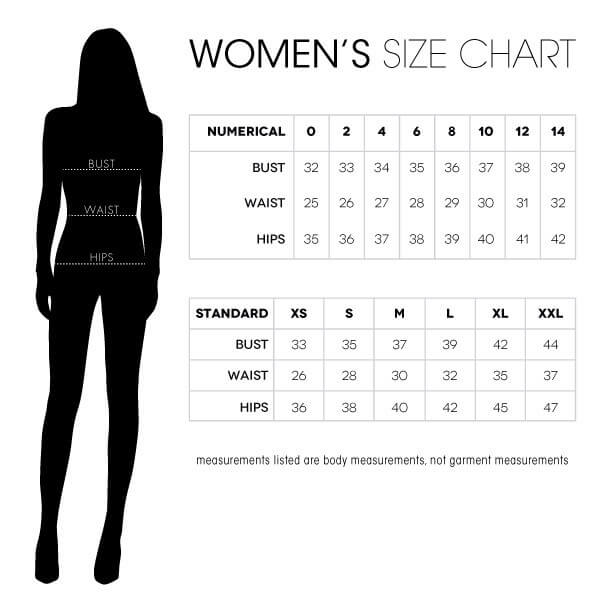 WOMEN'S SIZE CHART
BUST
WAIST
HIPS
NUMERICAL 0 2 4 6 8 10 12 14
BUST 32 33 34 35 36 37 38 39
WAIST 25 26 27 28 29 30 31 32
HIPS 35 36 37 38 39 40 41 42
STANDARD XS S M L XL XXL
BUST 33 35 37 39 42 44
WAIST 26 28 30 32 35 37
HIPS 36 38 40 42 45 47
measurements listed are body measurements, not garment measurements